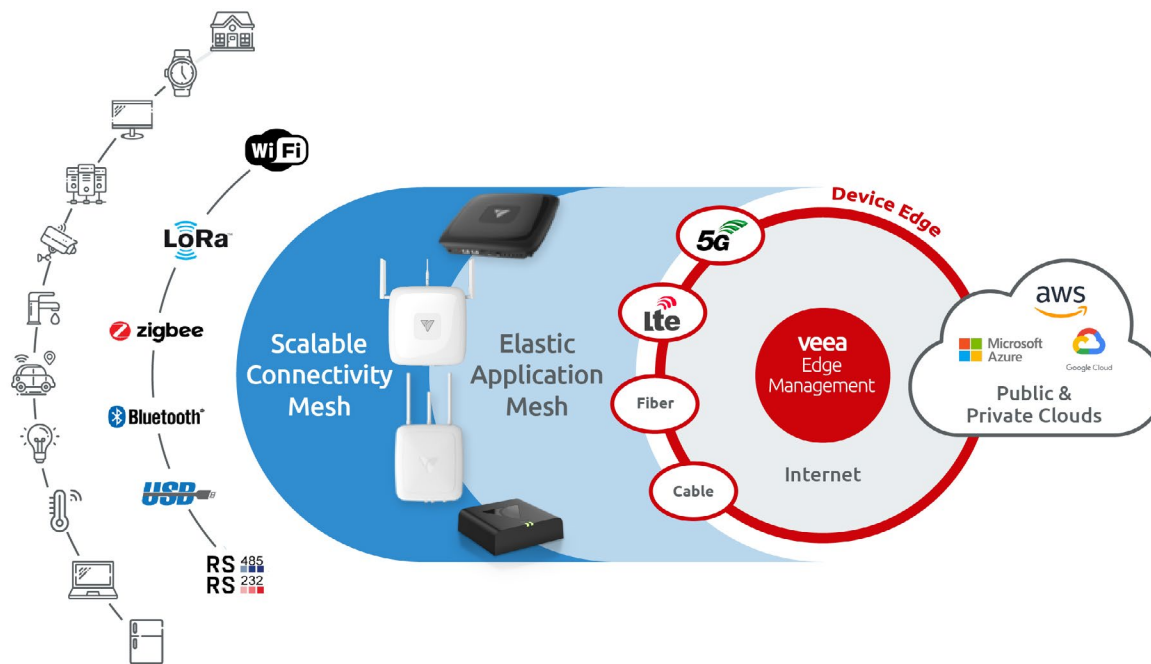 WiFi
LoRa™
zigbee
Bluetooth®
USB
RS 485
RS 232
Scalable
Connectivity
Mesh
Elastic
Application
Mesh
Device Edge
5G
Lte
Fiber
Cable
veea
Edge
Management
Internet
aws
Microsoft
Azure
Google Cloud
Public &
Private Clouds